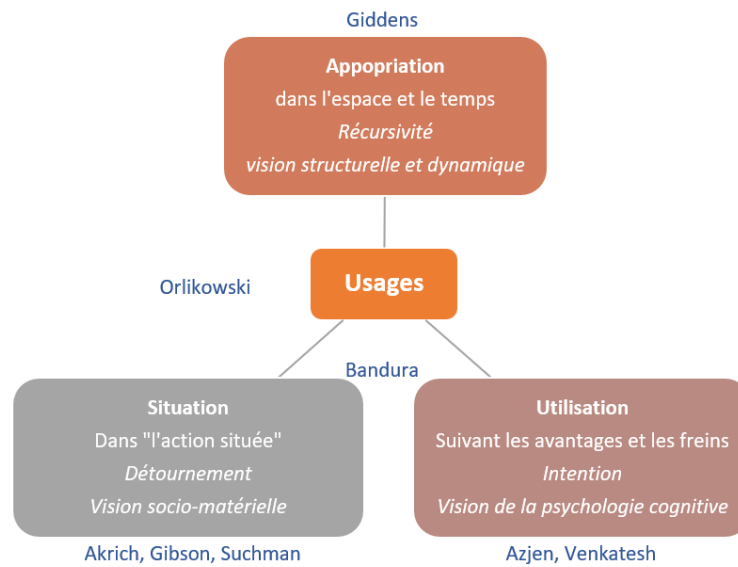 Giddens
Appopriation
dans l'espace et le temps
Récursivité
vision structurelle et dynamique
Orlikowski
Usages
Bandura
Situation
Dans "l'action située"
Détournement
Vision socio-matérielle
Akrich, Gibson, Suchman
Utilisation
Suivant les avantages et les freins
Intention
Vision de la psychologie cognitive
Azjen, Venkatesh